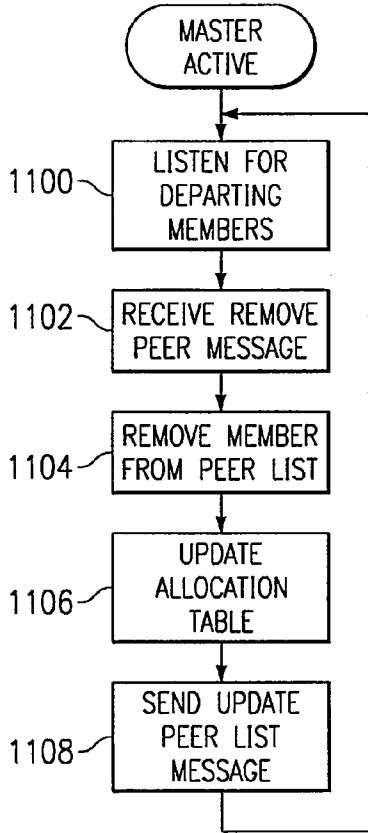 MASTER
ACTIVE
1100
LISTEN FOR
DEPARTING
MEMBERS
1102
RECEIVE REMOVE
PEER MESSAGE
1104
REMOVE MEMBER
FROM PEER LIST
1106
UPDATE
ALLOCATION
TABLE
1108
SEND UPDATE
PEER LIST
MESSAGE